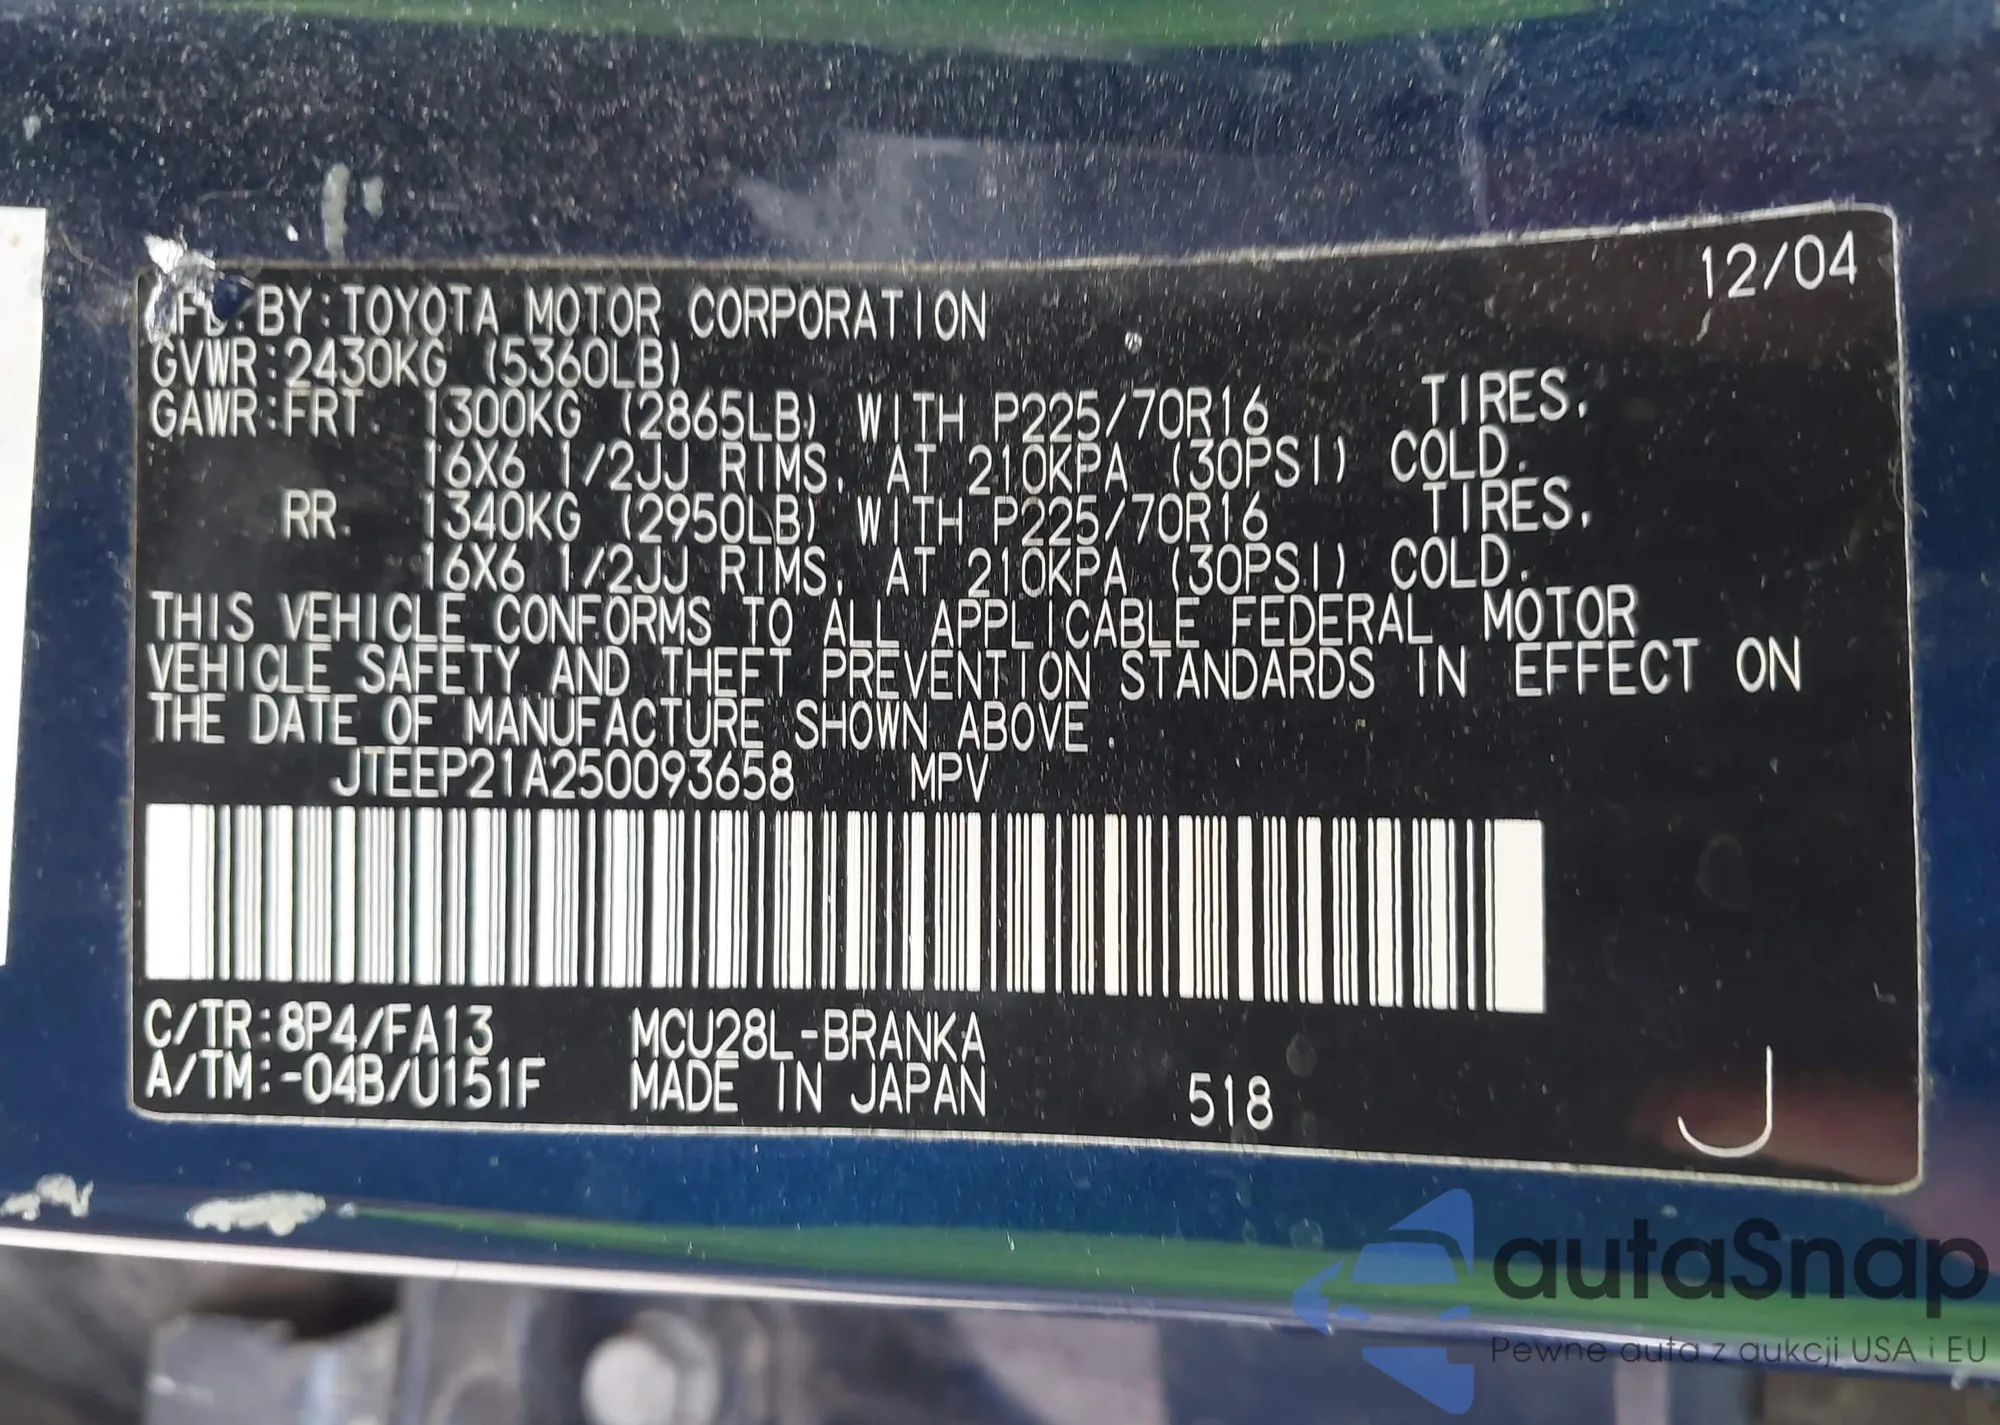 12/04
MFD. BY: TOYOTA MOTOR CORPORATION
GVWR: 2430KG (5360LB)
GAWR: FRT. 1300KG (2865LB) WITH P225/70R16 TIRES,
16X6 1/2JJ RIMS, AT 210KPA (30PSI) COLD.
RR. 1340KG (2950LB) WITH P225/70R16 TIRES,
16X6 1/2JJ RIMS, AT 210KPA (30PSI) COLD.
THIS VEHICLE CONFORMS TO ALL APPLICABLE FEDERAL MOTOR
VEHICLE SAFETY AND THEFT PREVENTION STANDARDS IN EFFECT ON
THE DATE OF MANUFACTURE SHOWN ABOVE.
JTEEP21A250093658 MPV
C/TR: 8P4/FA13 MCU28L-BRANKA
A/TM: -04B/U151F MADE IN JAPAN 518 J
autaSnap
Pewne auta z aukcji USA i EU